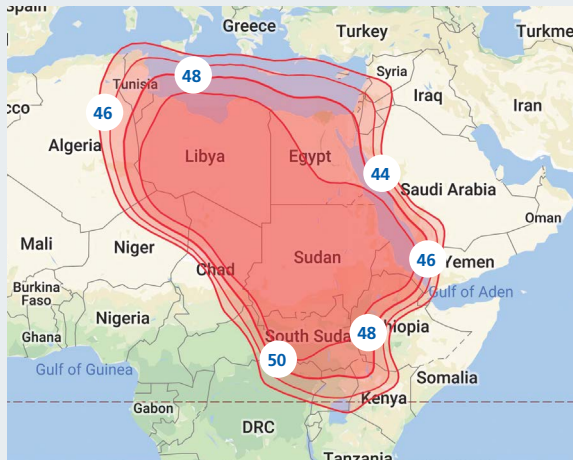 Spain
Greece
Turkey
Turkme
48
Tunisia
Syria
46
Iraq
Iran
cco
Algeria
Libya
Egypt
44
Saudi Arabia
Oman
Mali
Niger
Chad
Sudan
46
Yemen
Burkina
Faso
Gulf of Aden
Nigeria
Ghana
South Suda
48
hiopia
50
Gulf of Guinea
Somalia
Kenya
Gabon
DRC
Tanzania